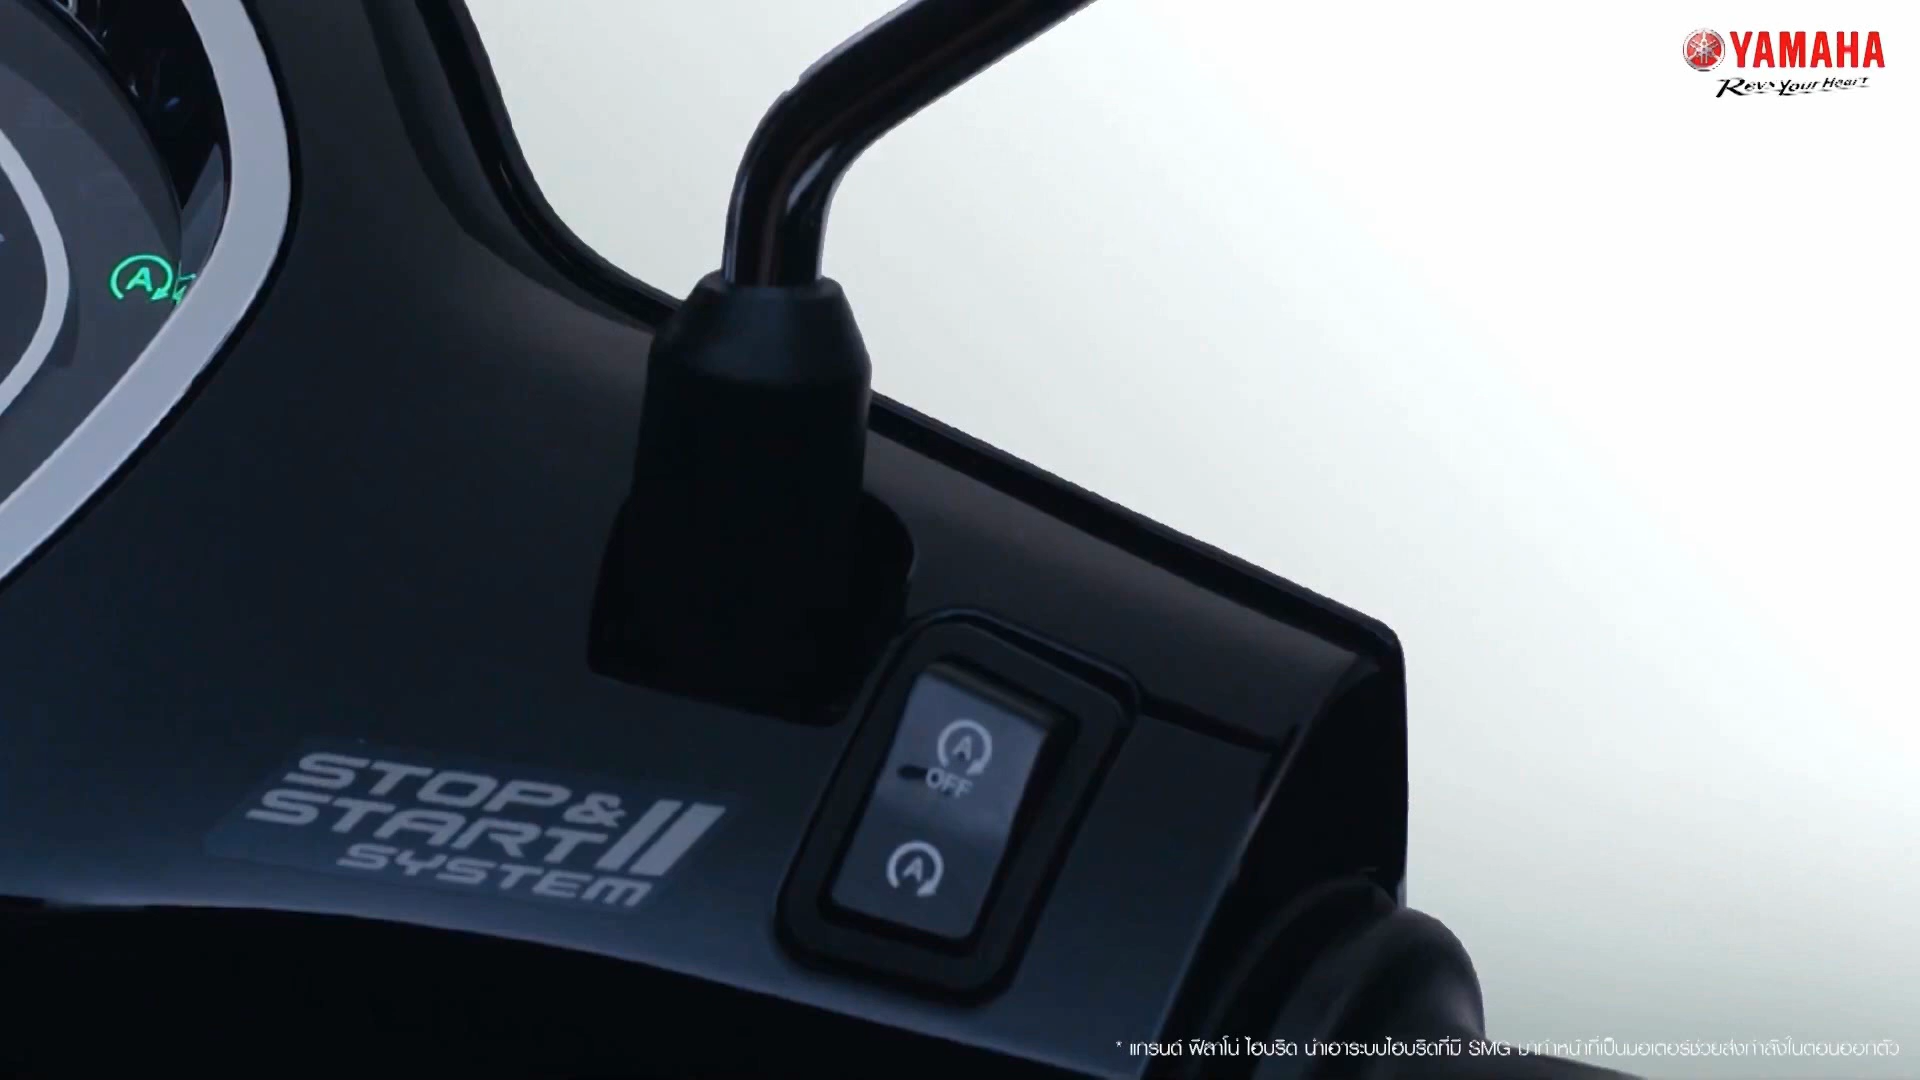 YAMAHA
Revs Your Heart
A
A
OFF
STOP &
START II
SYSTEM
A
* แกรนด์ ฟีลาโน่ ไฮบริด นำเอาระบบไฮบริดที่มี SMG มาทำหน้าที่เป็นมอเตอร์ช่วยส่งกำลังในตอนออกตัว